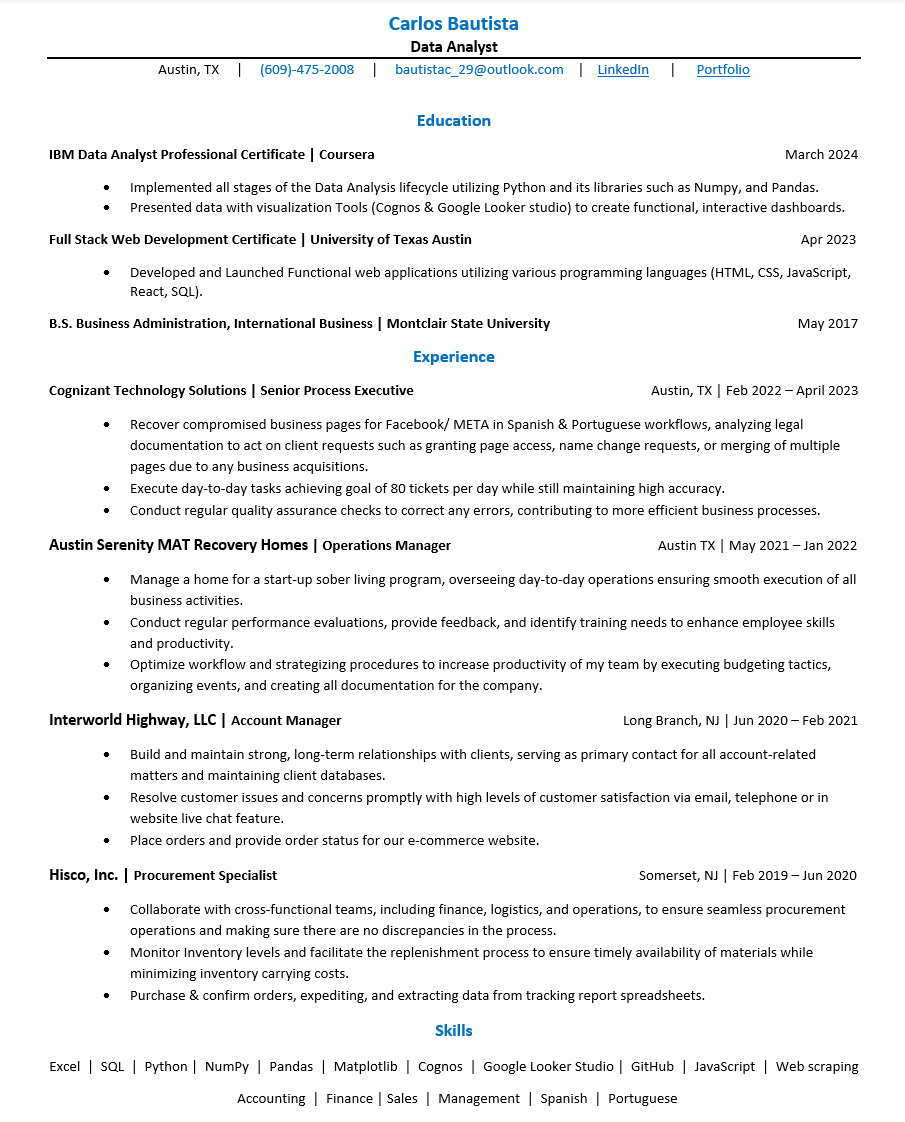 Carlos Bautista
Data Analyst
Austin, TX | (609)-475-2008 | bautistac_29@outlook.com | LinkedIn | Portfolio
Education
IBM Data Analyst Professional Certificate | Coursera March 2024
• Implemented all stages of the Data Analysis lifecycle utilizing Python and its libraries such as Numpy, and Pandas.
• Presented data with visualization Tools (Cognos & Google Looker studio) to create functional, interactive dashboards.
Full Stack Web Development Certificate | University of Texas Austin Apr 2023
• Developed and Launched Functional web applications utilizing various programming languages (HTML, CSS, JavaScript,
React, SQL).
B.S. Business Administration, International Business | Montclair State University May 2017
Experience
Cognizant Technology Solutions | Senior Process Executive Austin, TX | Feb 2022 – April 2023
• Recover compromised business pages for Facebook/ META in Spanish & Portuguese workflows, analyzing legal
documentation to act on client requests such as granting page access, name change requests, or merging of multiple
pages due to any business acquisitions.
• Execute day-to-day tasks achieving goal of 80 tickets per day while still maintaining high accuracy.
• Conduct regular quality assurance checks to correct any errors, contributing to more efficient business processes.
Austin Serenity MAT Recovery Homes | Operations Manager Austin TX | May 2021 – Jan 2022
• Manage a home for a start-up sober living program, overseeing day-to-day operations ensuring smooth execution of all
business activities.
• Conduct regular performance evaluations, provide feedback, and identify training needs to enhance employee skills
and productivity.
• Optimize workflow and strategizing procedures to increase productivity of my team by executing budgeting tactics,
organizing events, and creating all documentation for the company.
Interworld Highway, LLC | Account Manager Long Branch, NJ | Jun 2020 – Feb 2021
• Build and maintain strong, long-term relationships with clients, serving as primary contact for all account-related
matters and maintaining client databases.
• Resolve customer issues and concerns promptly with high levels of customer satisfaction via email, telephone or in
website live chat feature.
• Place orders and provide order status for our e-commerce website.
Hisco, Inc. | Procurement Specialist Somerset, NJ | Feb 2019 – Jun 2020
• Collaborate with cross-functional teams, including finance, logistics, and operations, to ensure seamless procurement
operations and making sure there are no discrepancies in the process.
• Monitor Inventory levels and facilitate the replenishment process to ensure timely availability of materials while
minimizing inventory carrying costs.
• Purchase & confirm orders, expediting, and extracting data from tracking report spreadsheets.
Skills
Excel | SQL | Python | NumPy | Pandas | Matplotlib | Cognos | Google Looker Studio | GitHub | JavaScript | Web scraping
Accounting | Finance | Sales | Management | Spanish | Portuguese